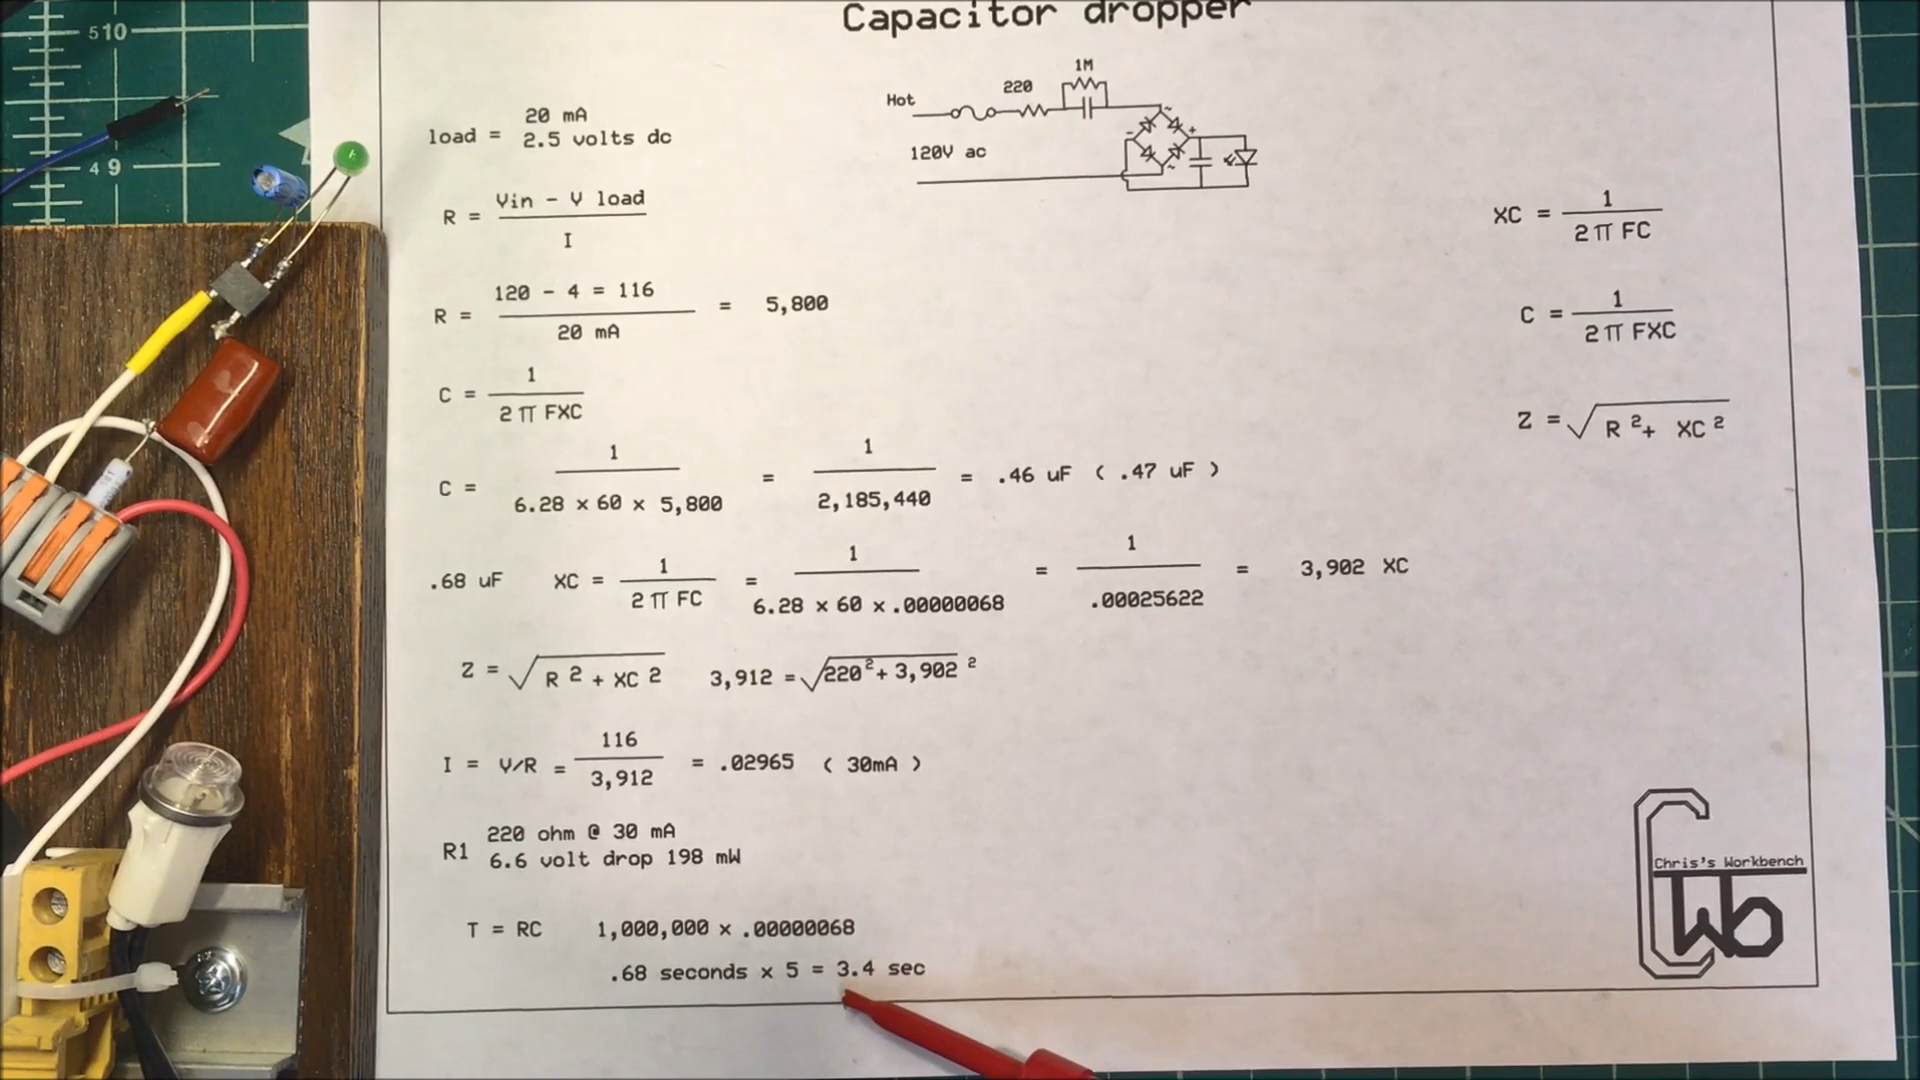 Capacitor dropper
510
49
Hot
220
1M
120V ac
load = 20 mA
2.5 volts dc
R = Vin - V load / I
R = 120 - 4 = 116 / 20 mA = 5,800
C = 1 / 2 π FXC
C = 1 / 6.28 × 60 × 5,800 = 1 / 2,185,440 = .46 uF ( .47 uF )
.68 uF XC = 1 / 2 π FC = 1 / 6.28 × 60 × .00000068 = 1 / .00025622 = 3,902 XC
Z = √ R 2 + XC 2 3,912 = √ 220 2 + 3,902 2
I = V/R = 116 / 3,912 = .02965 ( 30mA )
R1 220 ohm @ 30 mA
6.6 volt drop 198 mW
T = RC 1,000,000 × .00000068
.68 seconds × 5 = 3.4 sec
XC = 1 / 2 π FC
C = 1 / 2 π FXC
Z = √ R 2 + XC 2
Chris's Workbench
CWb